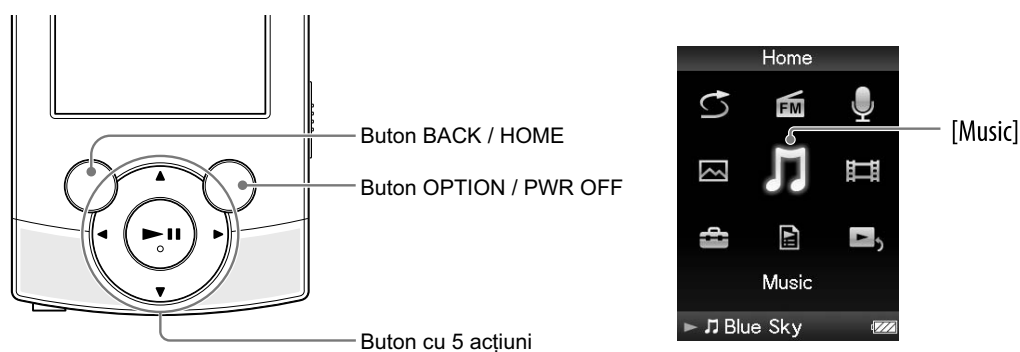 Buton BACK / HOME
Buton OPTION / PWR OFF
Buton cu 5 acțiuni
Home
FM
[Music]
Music
Blue Sky